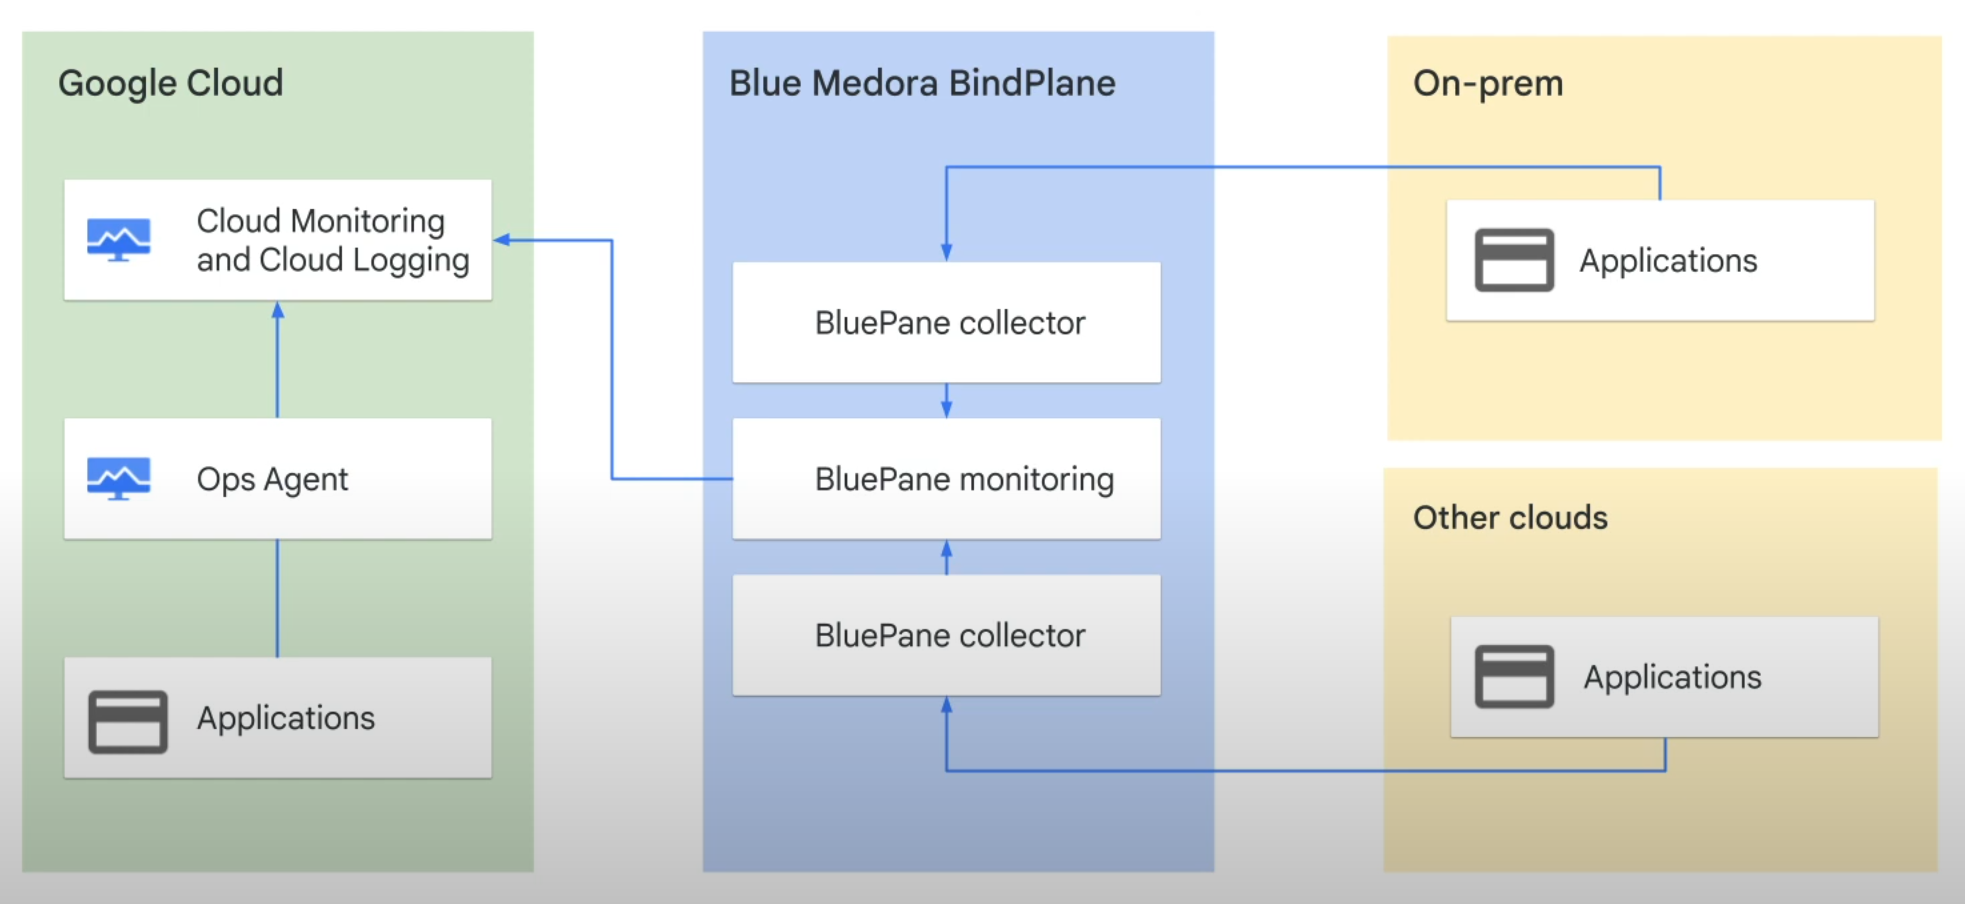 Google Cloud
Cloud Monitoring
and Cloud Logging
Ops Agent
Applications
Blue Medora BindPlane
BluePane collector
BluePane monitoring
BluePane collector
On-prem
Applications
Other clouds
Applications